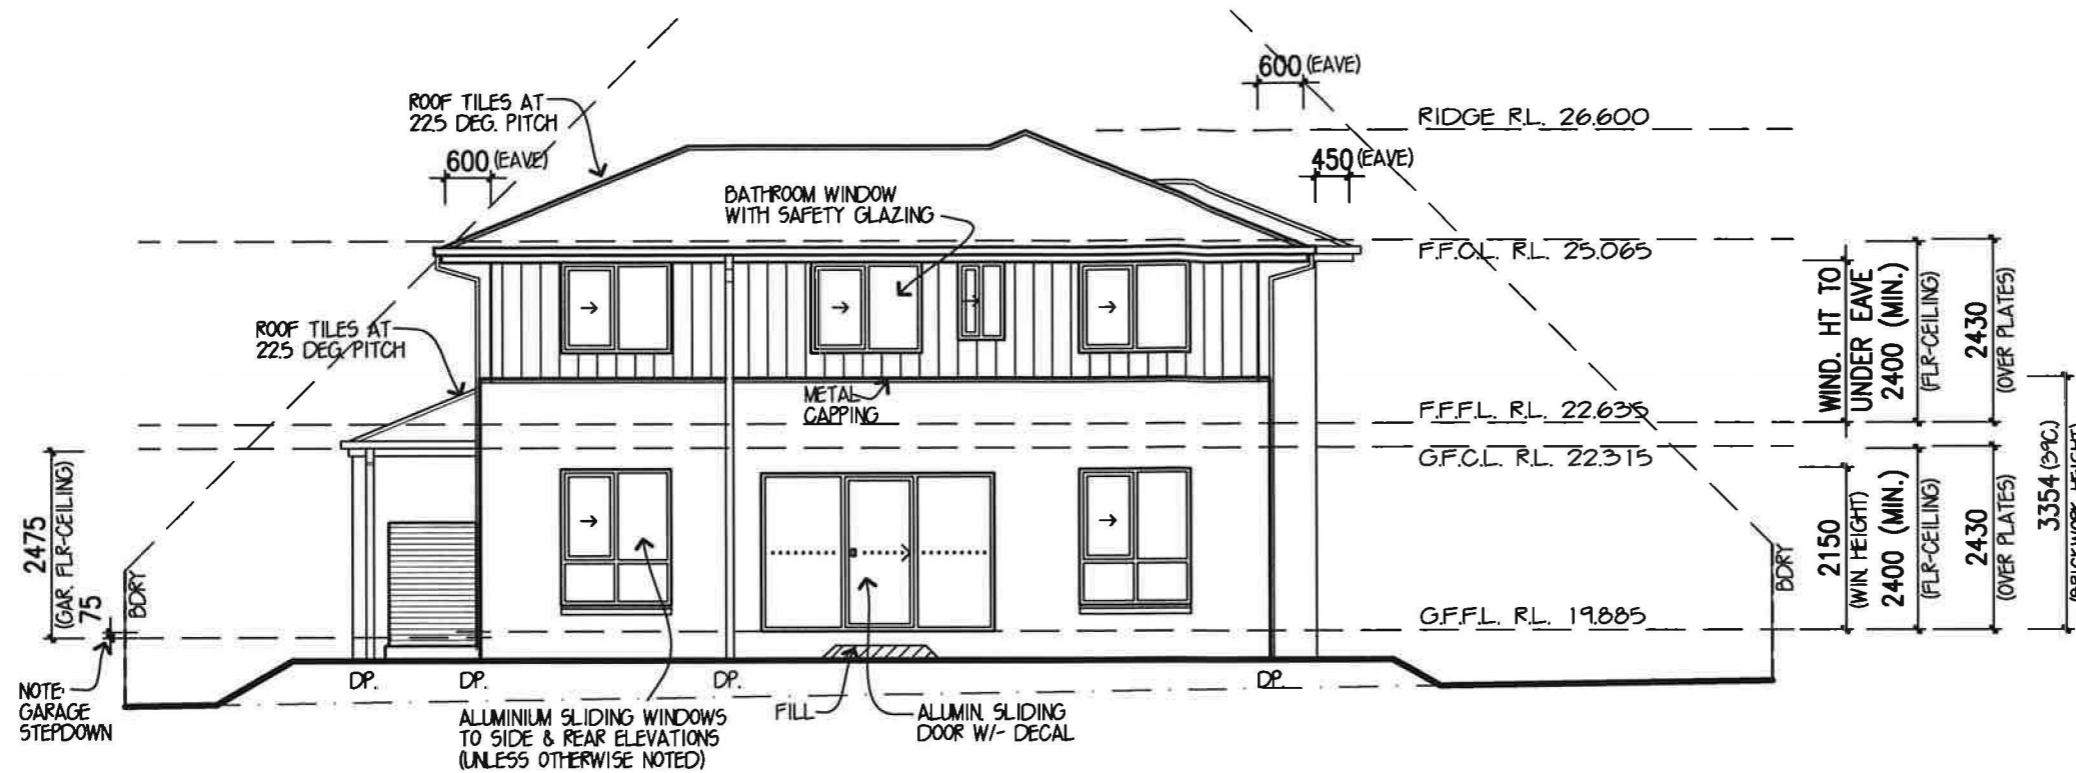 600 (EAVE)
ROOF TILES AT
22.5 DEG. PITCH
RIDGE R.L. 26.600
600 (EAVE)
450 (EAVE)
BATHROOM WINDOW
WITH SAFETY GLAZING
F.F.C.L. R.L. 25.065
ROOF TILES AT
22.5 DEG. PITCH
METAL
CAPPING
F.F.F.L. R.L. 22.635
G.F.C.L. R.L. 22.315
WIND. HT TO
UNDER EAVE
2400 (MIN.)
(FLR-CEILING)
2430
(OVER PLATES)
2475
(GAR. FLR-CEILING)
75
BDRY
BDRY
2150
(WIN. HEIGHT)
2400 (MIN.)
(FLR-CEILING)
2430
(OVER PLATES)
3354 (39C.)
(BRICKWORK HEIGHT)
G.F.F.L. R.L. 19.885
NOTE:
GARAGE
STEPDOWN
DP.
DP.
DP.
DP.
ALUMINIUM SLIDING WINDOWS
TO SIDE & REAR ELEVATIONS
(UNLESS OTHERWISE NOTED)
FILL
ALUMIN. SLIDING
DOOR W/- DECAL